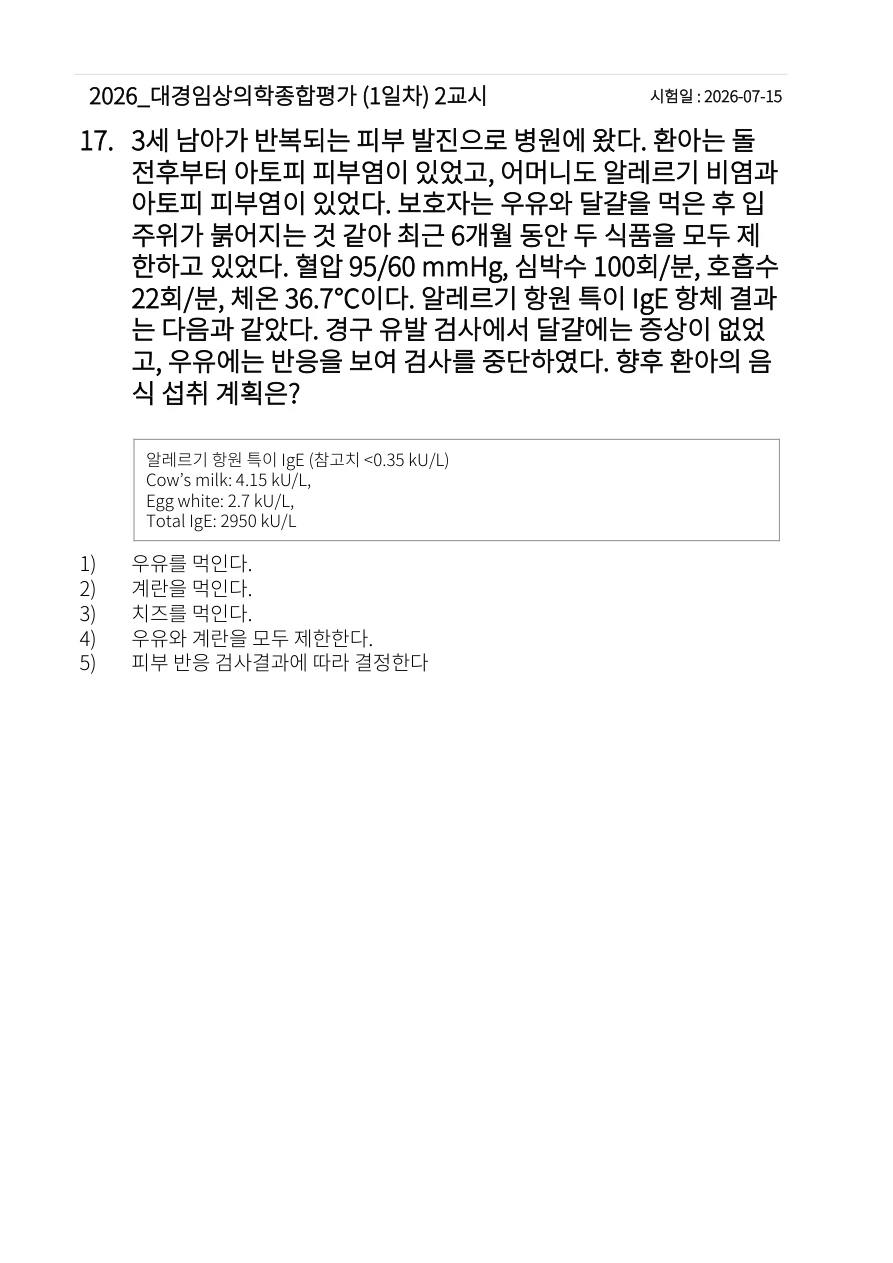 2026_대경임상의학종합평가 (1일차) 2교시
시험일 : 2026-07-15
17. 3세 남아가 반복되는 피부 발진으로 병원에 왔다. 환아는 돌
전후부터 아토피 피부염이 있었고, 어머니도 알레르기 비염과
아토피 피부염이 있었다. 보호자는 우유와 달걀을 먹은 후 입
주위가 붉어지는 것 같아 최근 6개월 동안 두 식품을 모두 제
한하고 있었다. 혈압 95/60 mmHg, 심박수 100회/분, 호흡수
22회/분, 체온 36.7°C이다. 알레르기 항원 특이 IgE 항체 결과
는 다음과 같았다. 경구 유발 검사에서 달걀에는 증상이 없었
고, 우유에는 반응을 보여 검사를 중단하였다. 향후 환아의 음
식 섭취 계획은?
알레르기 항원 특이 IgE (참고치 <0.35 kU/L)
Cow’s milk: 4.15 kU/L,
Egg white: 2.7 kU/L,
Total IgE: 2950 kU/L
1) 우유를 먹인다.
2) 계란을 먹인다.
3) 치즈를 먹인다.
4) 우유와 계란을 모두 제한한다.
5) 피부 반응 검사결과에 따라 결정한다